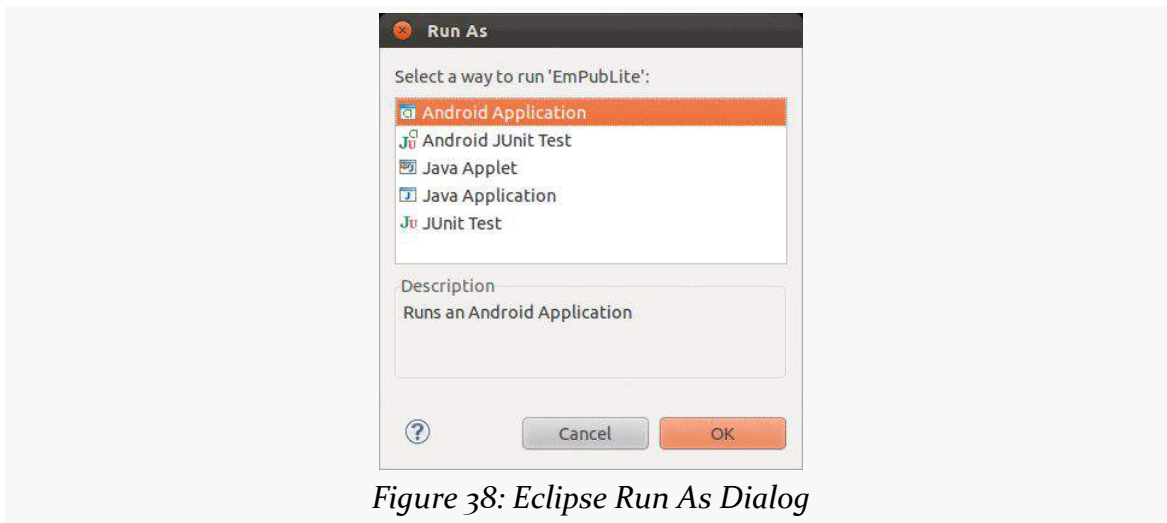 Run As
Select a way to run 'EmPubLite':
Android Application
Android JUnit Test
Java Applet
Java Application
JUnit Test
Description
Runs an Android Application
Cancel OK
Figure 38: Eclipse Run As Dialog